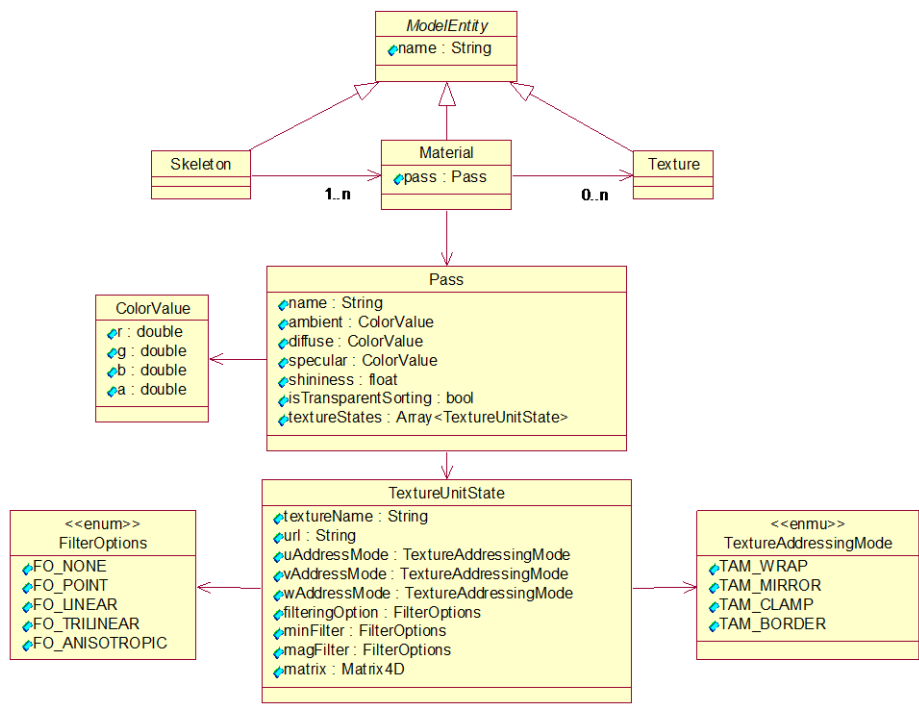 ModelEntity
name : String
Skeleton
Material
pass : Pass
Texture
1..n
0..n
Pass
name : String
ambient : ColorValue
diffuse : ColorValue
specular : ColorValue
shininess : float
isTransparentSorting : bool
textureStates : Array<TextureUnitState>
ColorValue
r : double
g : double
b : double
a : double
TextureUnitState
textureName : String
url : String
uAddressMode : TextureAddressingMode
vAddressMode : TextureAddressingMode
wAddressMode : TextureAddressingMode
filteringOption : FilterOptions
minFilter : FilterOptions
magFilter : FilterOptions
matrix : Matrix4D
<<enum>>
FilterOptions
FO_NONE
FO_POINT
FO_LINEAR
FO_TRILINEAR
FO_ANISOTROPIC
<<enmu>>
TextureAddressingMode
TAM_WRAP
TAM_MIRROR
TAM_CLAMP
TAM_BORDER